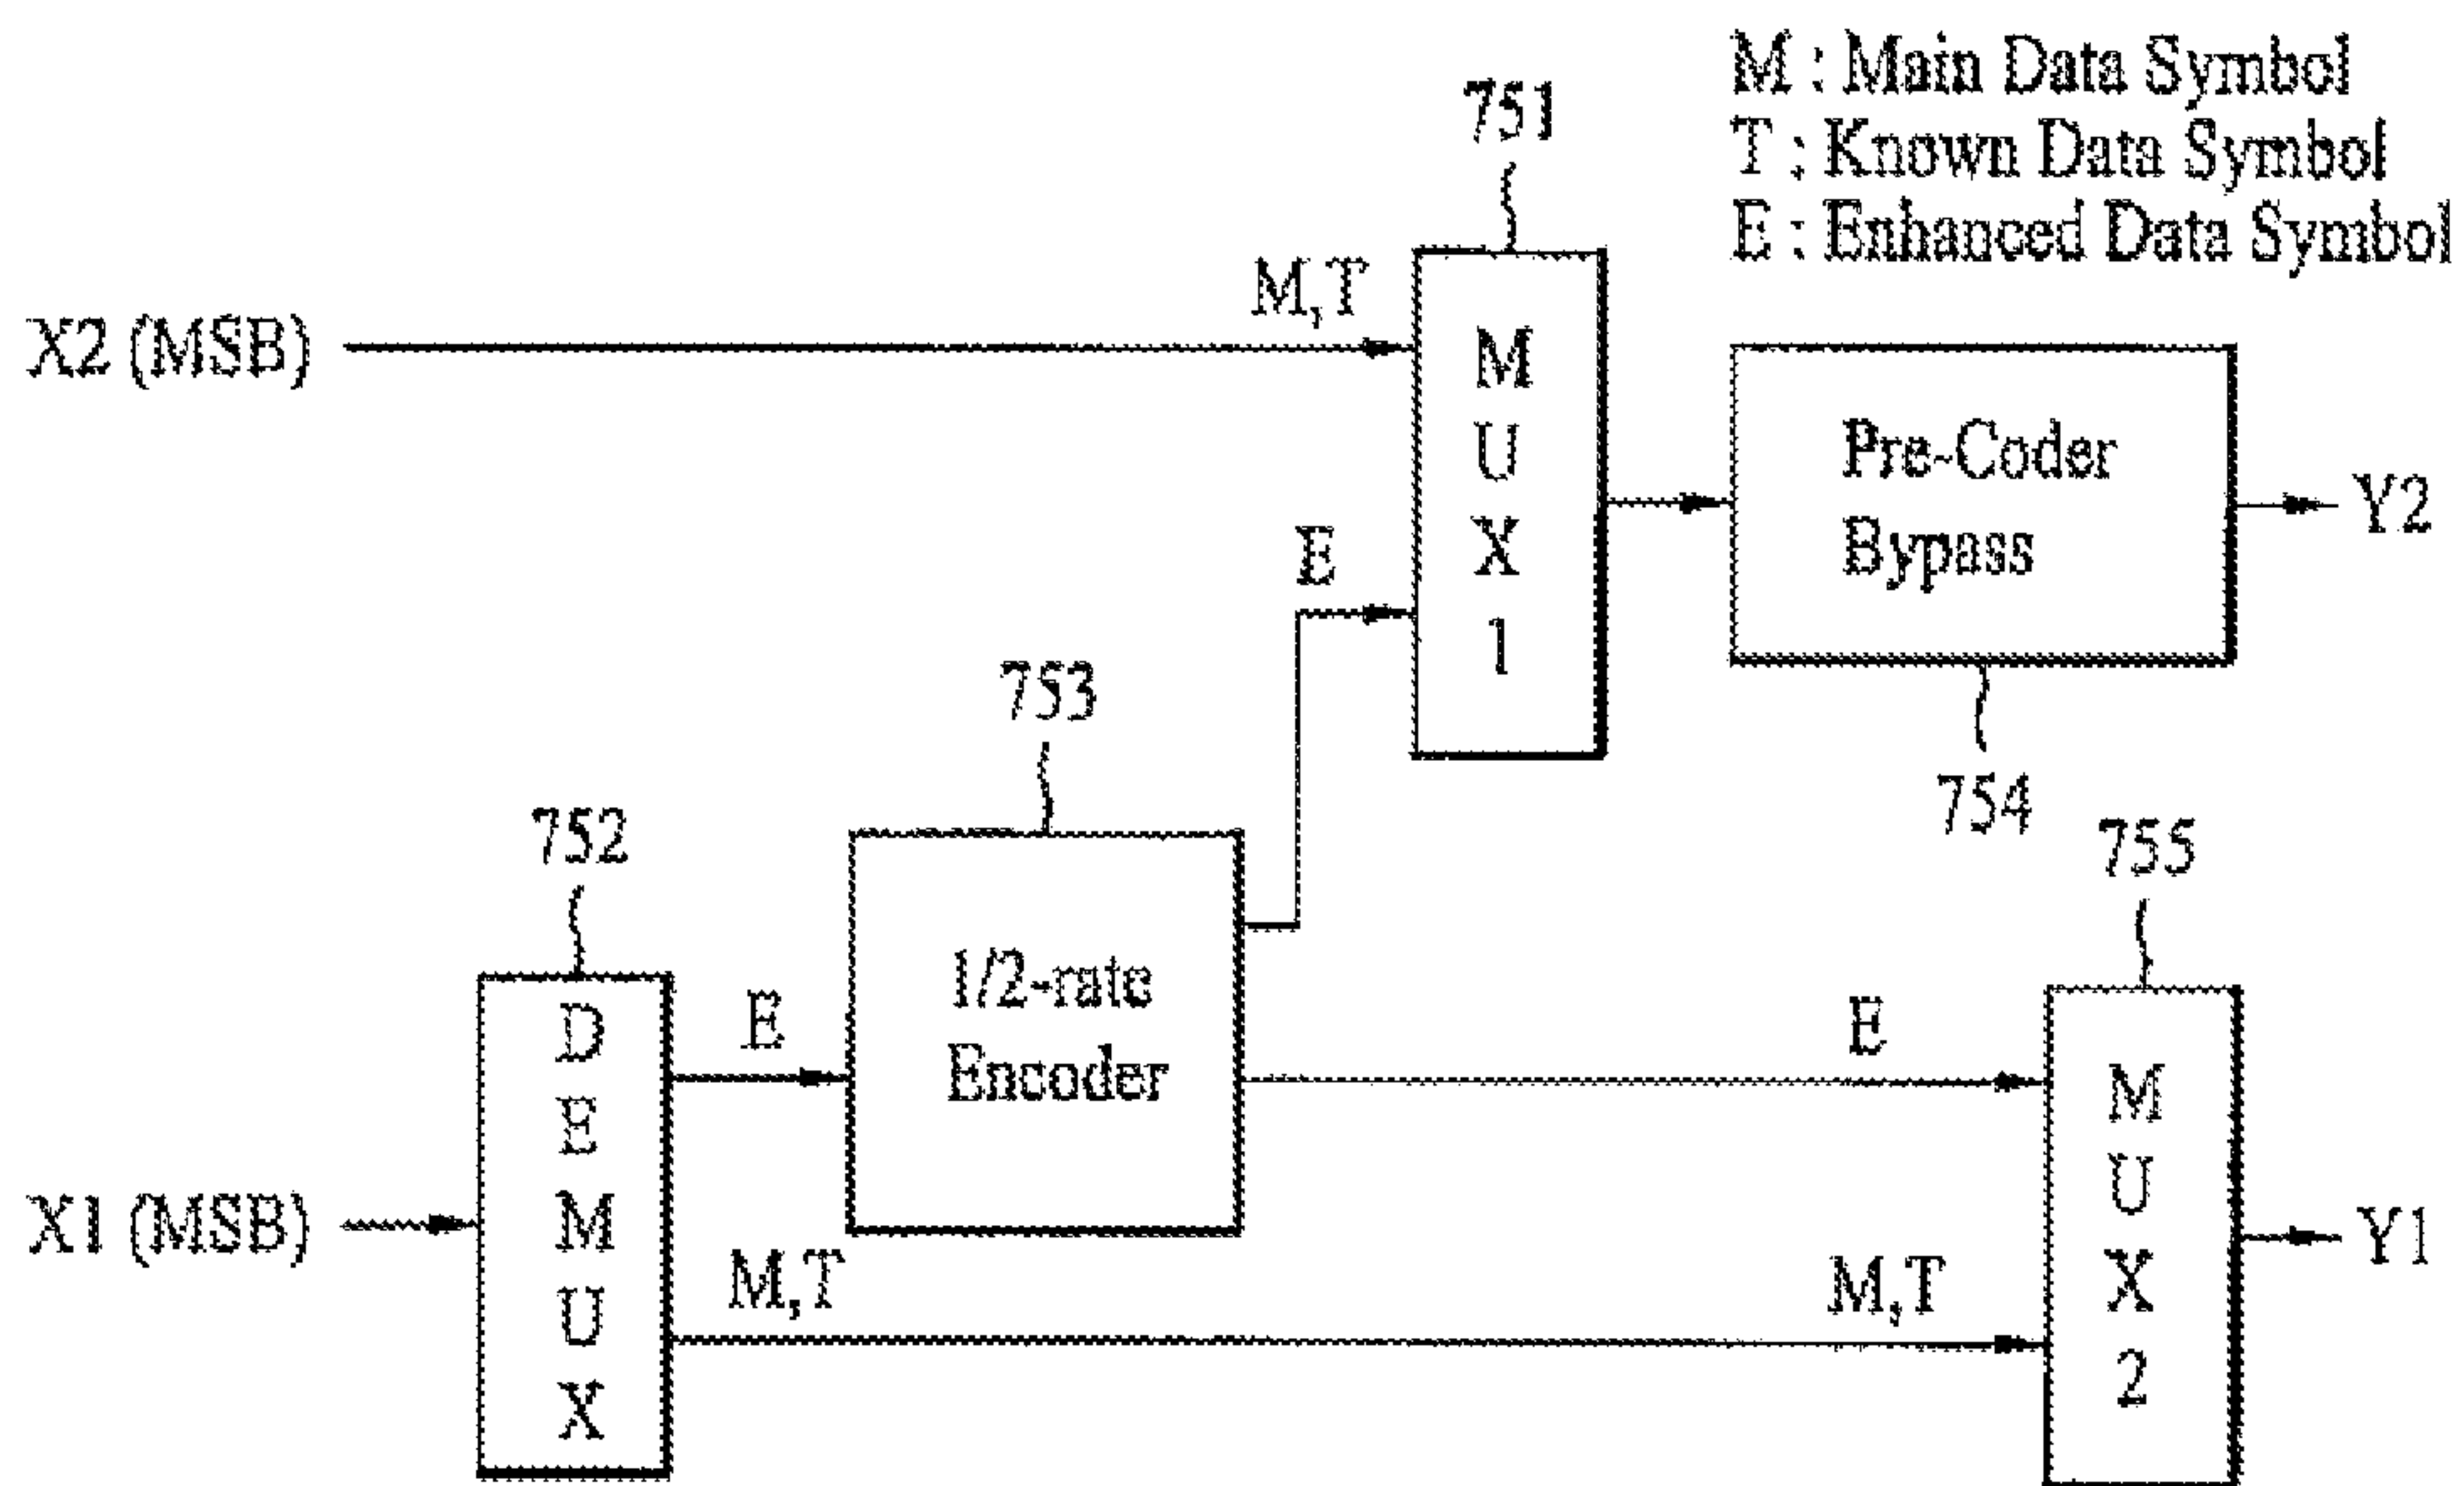 M : Main Data Symbol
T : Known Data Symbol
E : Enhanced Data Symbol
751
M,T
X2 (MSB)
M
U
X
1
Pre-Coder
Bypass
Y2
E
753
754
752
755
1/2-rate
Encoder
D
E
M
U
X
E
E
M
U
X
2
X1 (MSB)
Y1
M,T
M,T